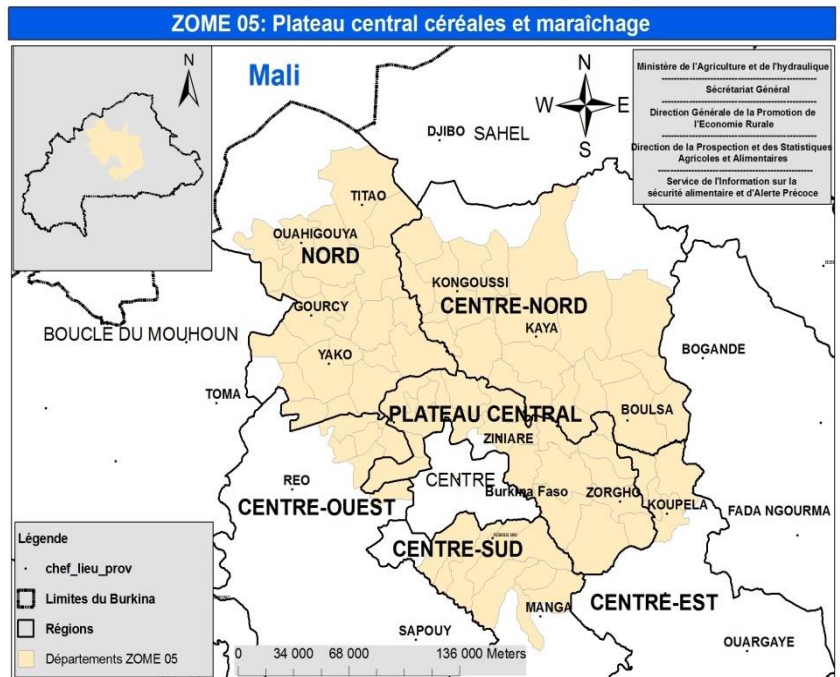 ZOME 05: Plateau central céréales et maraîchage
N
Mali
N
W E
S
Ministère de l'Agriculture et de l'hydraulique
Sécrétariat Général
Direction Générale de la Promotion de
l'Economie Rurale
Direction de la Prospection et des Statistiques
Agricoles et Alimentaires
Service de l'Information sur la
sécurité alimentaire et d'Alerte Précoce
DJIBO SAHEL
TITAO
OUAHIGOUYA
NORD
KONGOUSSI
CENTRE-NORD
GOURCY
KAYA
BOUCLE DU MOUHOUN
BOGANDE
YAKO
TOMA
PLATEAU CENTRAL
BOULSA
ZINIARE
REO
CENTRE
Burkina Faso
ZORGHO
KOUPELA
CENTRE-OUEST
FADA NGOURMA
CENTRE-SUD
MANGA
CENTRE-EST
SAPOUY
OUARGAYE
Légende
chef_lieu_prov
Limites du Burkina
Régions
Départements ZOME 05
0 34 000 68 000 136 000 Meters